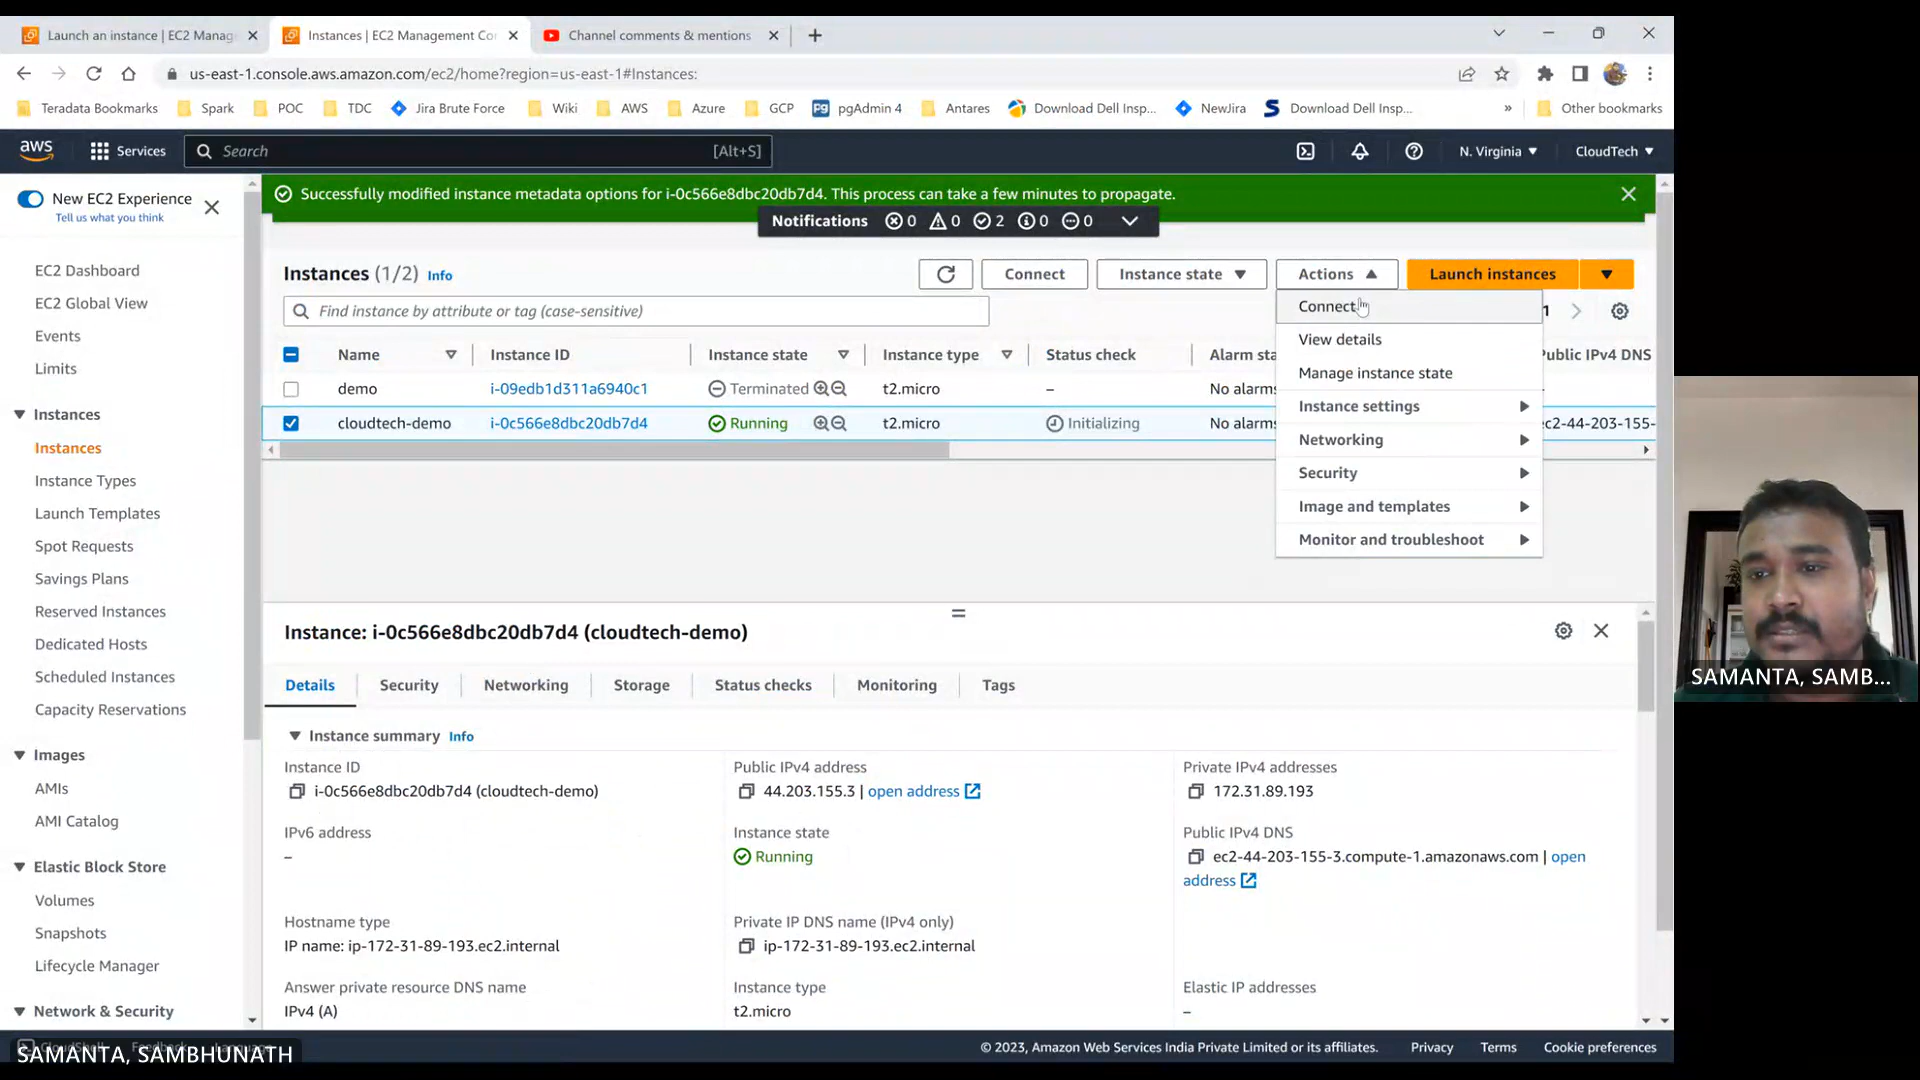 Launch an instance | EC2 Manag
Instances | EC2 Management Co
Channel comments & mentions
us-east-1.console.aws.amazon.com/ec2/home?region=us-east-1#Instances:
Teradata Bookmarks
Spark
POC
TDC
Jira Brute Force
Wiki
AWS
Azure
GCP
pgAdmin 4
Antares
Download Dell Insp...
NewJira
Download Dell Insp...
»
Other bookmarks
aws
Services
Search
[Alt+S]
N. Virginia
CloudTech
New EC2 Experience
Tell us what you think
EC2 Dashboard
EC2 Global View
Events
Limits
Instances
Instances
Instance Types
Launch Templates
Spot Requests
Savings Plans
Reserved Instances
Dedicated Hosts
Scheduled Instances
Capacity Reservations
Images
AMIs
AMI Catalog
Elastic Block Store
Volumes
Snapshots
Lifecycle Manager
Network & Security
Successfully modified instance metadata options for i-0c566e8dbc20db7d4. This process can take a few minutes to propagate.
Notifications 0 0 2 0 0
Instances (1/2) Info
Connect
Instance state
Actions
Launch instances
Find instance by attribute or tag (case-sensitive)
1
Connect
View details
Manage instance state
Instance settings
Networking
Security
Image and templates
Monitor and troubleshoot
Name Instance ID Instance state Instance type Status check Alarm sta Public IPv4 DNS
demo i-09edb1d311a6940c1 Terminated t2.micro – No alarms
cloudtech-demo i-0c566e8dbc20db7d4 Running t2.micro Initializing No alarms ec2-44-203-155-
Instance: i-0c566e8dbc20db7d4 (cloudtech-demo)
Details
Security
Networking
Storage
Status checks
Monitoring
Tags
Instance summary Info
Instance ID
i-0c566e8dbc20db7d4 (cloudtech-demo)
Public IPv4 address
44.203.155.3 | open address
Private IPv4 addresses
172.31.89.193
IPv6 address
–
Instance state
Running
Public IPv4 DNS
ec2-44-203-155-3.compute-1.amazonaws.com | open
address
Hostname type
IP name: ip-172-31-89-193.ec2.internal
Private IP DNS name (IPv4 only)
ip-172-31-89-193.ec2.internal
Answer private resource DNS name
IPv4 (A)
Instance type
t2.micro
Elastic IP addresses
–
SAMANTA, SAMB...
SAMANTA, SAMBHUNATH
© 2023, Amazon Web Services India Private Limited or its affiliates.
Privacy
Terms
Cookie preferences